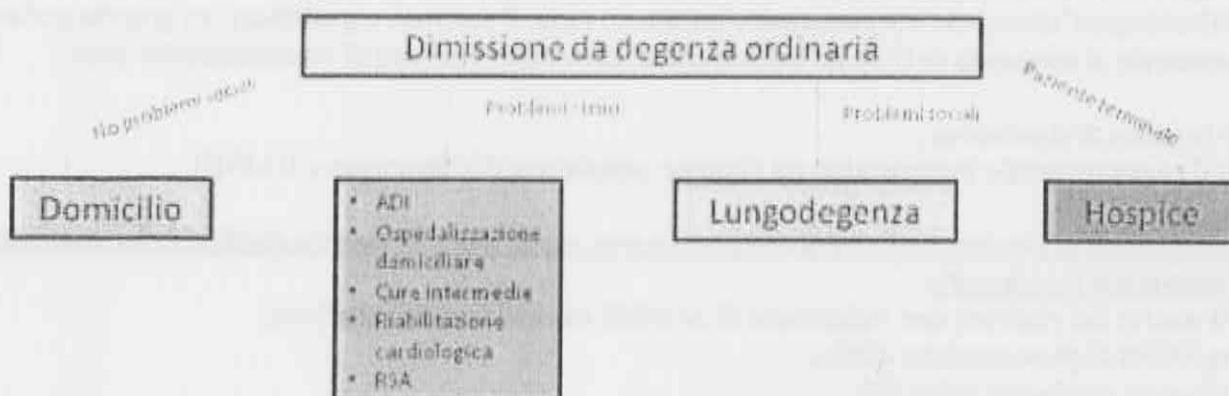 Dimissione da degenza ordinaria
No problemi sociali
Problemi
Problemi sociali
Paziente terminale
Domicilio
• ADI
• Ospedalizzazione
domiciliare
• Cure intermedie
• Riabilitazione
cardiologica
• RSA
Lungodegenza
Hospice